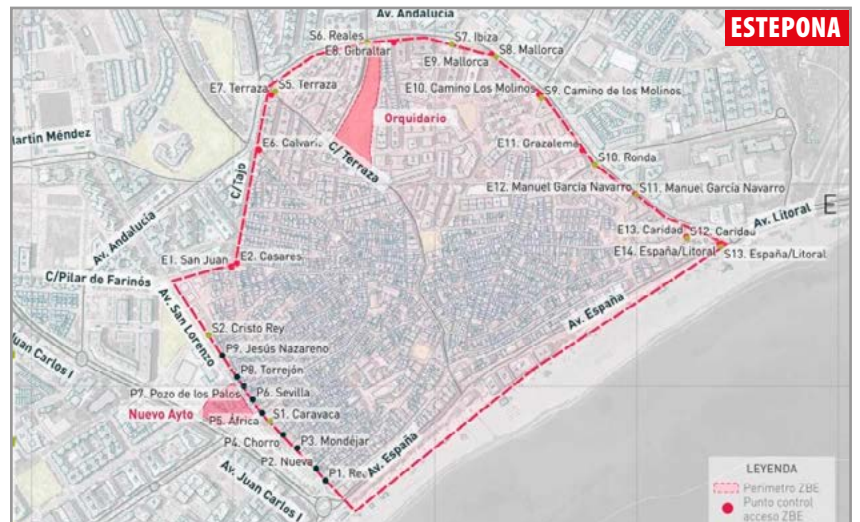 Av. Andalucía
ESTEPONA
S6. Reales
S7. Ibiza
E8. Gibraltar
S8. Mallorca
E9. Mallorca
E7. Terraza
S5. Terraza
E10. Camino Los Molinos
S9. Camino de los Molinos
Orquidario
Martín Méndez
E6. Calvario
C/ Terraza
E11. Grazalema
S10. Ronda
C/Tajo
E12. Manuel García Navarro
S11. Manuel García Navarro
Av. Litoral
E
Av. Andalucía
E13. Caridad
S12. Caridad
E14. España/Litoral
S13. España/Litoral
E1. San Juan
E2. Casares
C/Pilar de Farinós
Av. San Lorenzo
Av. España
S2. Cristo Rey
P9. Jesús Nazareno
Juan Carlos I
P8. Torrejón
P7. Pozo de los Palos
P6. Sevilla
Nuevo Ayto
P5. África
S1. Caravaca
P4. Chorro
P3. Mondéjar
Av. España
P2. Nueva
P1. 
Av. Juan Carlos I
LEYENDA
Perímetro ZBE
Punto control
acceso ZBE